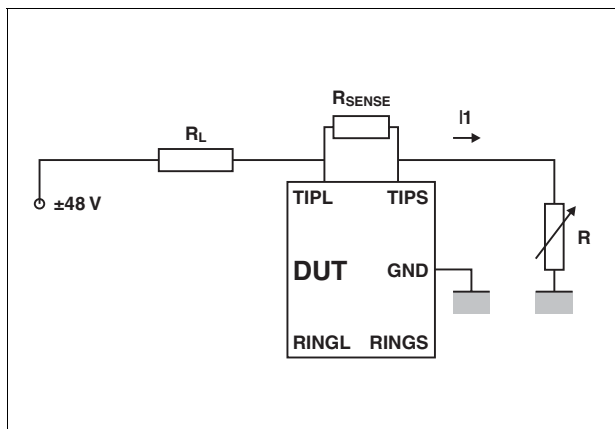 RSENSE
I1
RL
±48 V
TIPL TIPS
DUT GND
R
RINGL RINGS